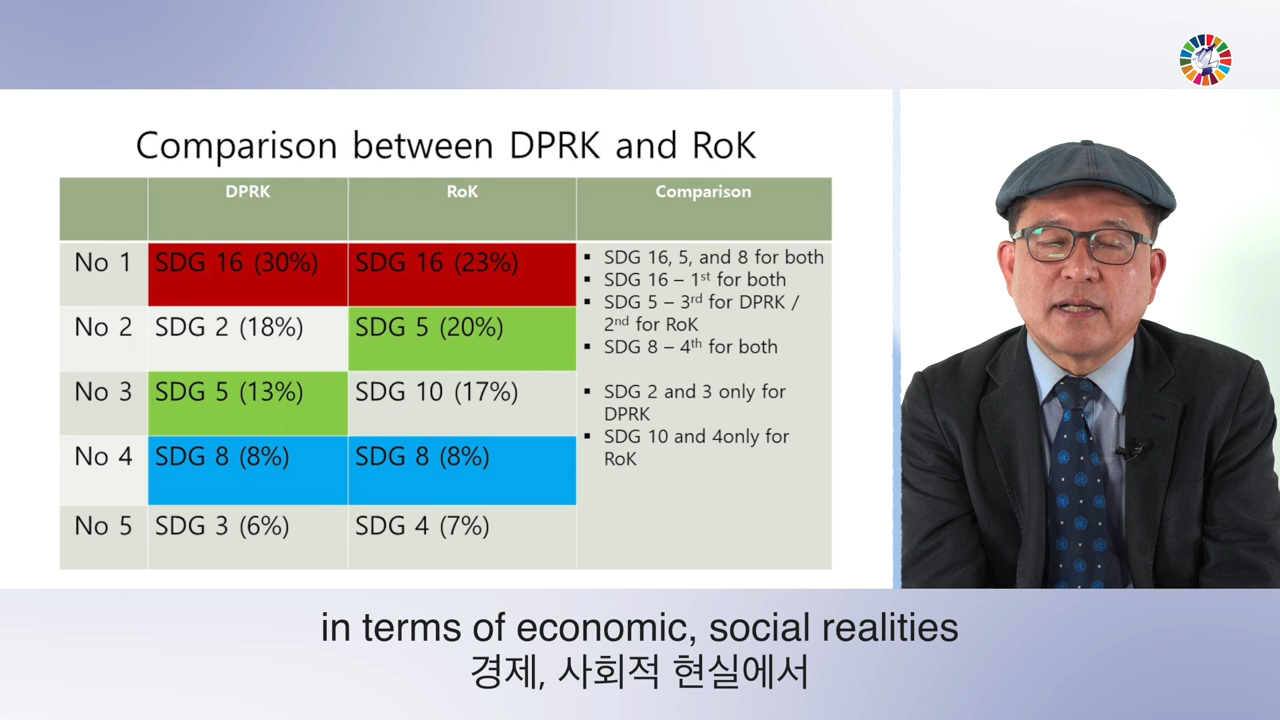 Comparison between DPRK and RoK
DPRK RoK Comparison
No 1 SDG 16 (30%) SDG 16 (23%)
No 2 SDG 2 (18%) SDG 5 (20%)
No 3 SDG 5 (13%) SDG 10 (17%)
No 4 SDG 8 (8%) SDG 8 (8%)
No 5 SDG 3 (6%) SDG 4 (7%)
▪ SDG 16, 5, and 8 for both
▪ SDG 16 – 1st for both
▪ SDG 5 – 3rd for DPRK /
2nd for RoK
▪ SDG 8 – 4th for both
▪ SDG 2 and 3 only for
DPRK
▪ SDG 10 and 4only for
RoK
in terms of economic, social realities
경제, 사회적 현실에서